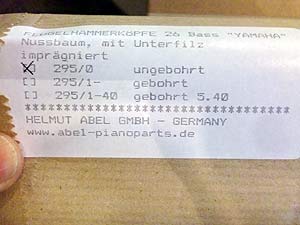 FLÜGELHAMMERKÖPFE 26 Bass "YAMAHA"
Nussbaum, mit Unterfilz
imprägniert
[X] 295/0 ungebohrt
[] 295/1- gebohrt
[] 295/1-40 gebohrt 5.40
*********************************
HELMUT ABEL GMBH - GERMANY
www.abel-pianoparts.de